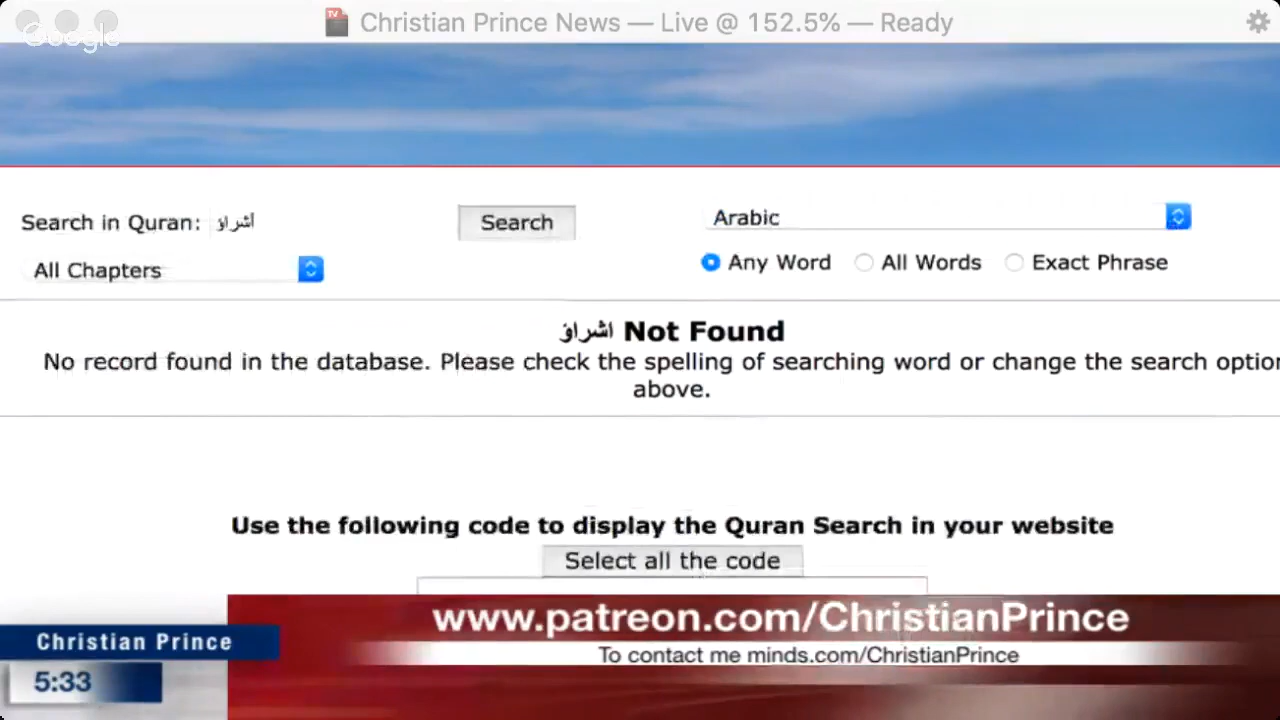 Google
Christian Prince News — Live @ 152.5% — Ready
Search in Quran: اشراؤ
Search
Arabic
All Chapters
Any Word
All Words
Exact Phrase
اشراؤ Not Found
No record found in the database. Please check the spelling of searching word or change the search option
above.
Use the following code to display the Quran Search in your website
Select all the code
www.patreon.com/ChristianPrince
Christian Prince
To contact me minds.com/ChristianPrince
5:33